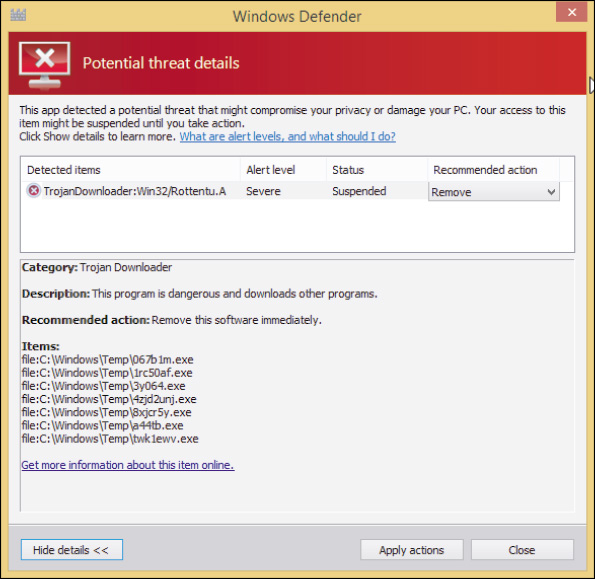 Windows Defender
Potential threat details
This app detected a potential threat that might compromise your privacy or damage your PC. Your access to this
item might be suspended until you take action.
Click Show details to learn more. What are alert levels, and what should I do?
Detected items Alert level Status Recommended action
TrojanDownloader:Win32/Rottentu.A Severe Suspended Remove
Category: Trojan Downloader
Description: This program is dangerous and downloads other programs.
Recommended action: Remove this software immediately.
Items:
file:C:\Windows\Temp\067b1m.exe
file:C:\Windows\Temp\1rc50af.exe
file:C:\Windows\Temp\3y064.exe
file:C:\Windows\Temp\4zjd2unj.exe
file:C:\Windows\Temp\8xjcr5y.exe
file:C:\Windows\Temp\a44tb.exe
file:C:\Windows\Temp\twk1ewv.exe
Get more information about this item online.
Hide details << Apply actions Close